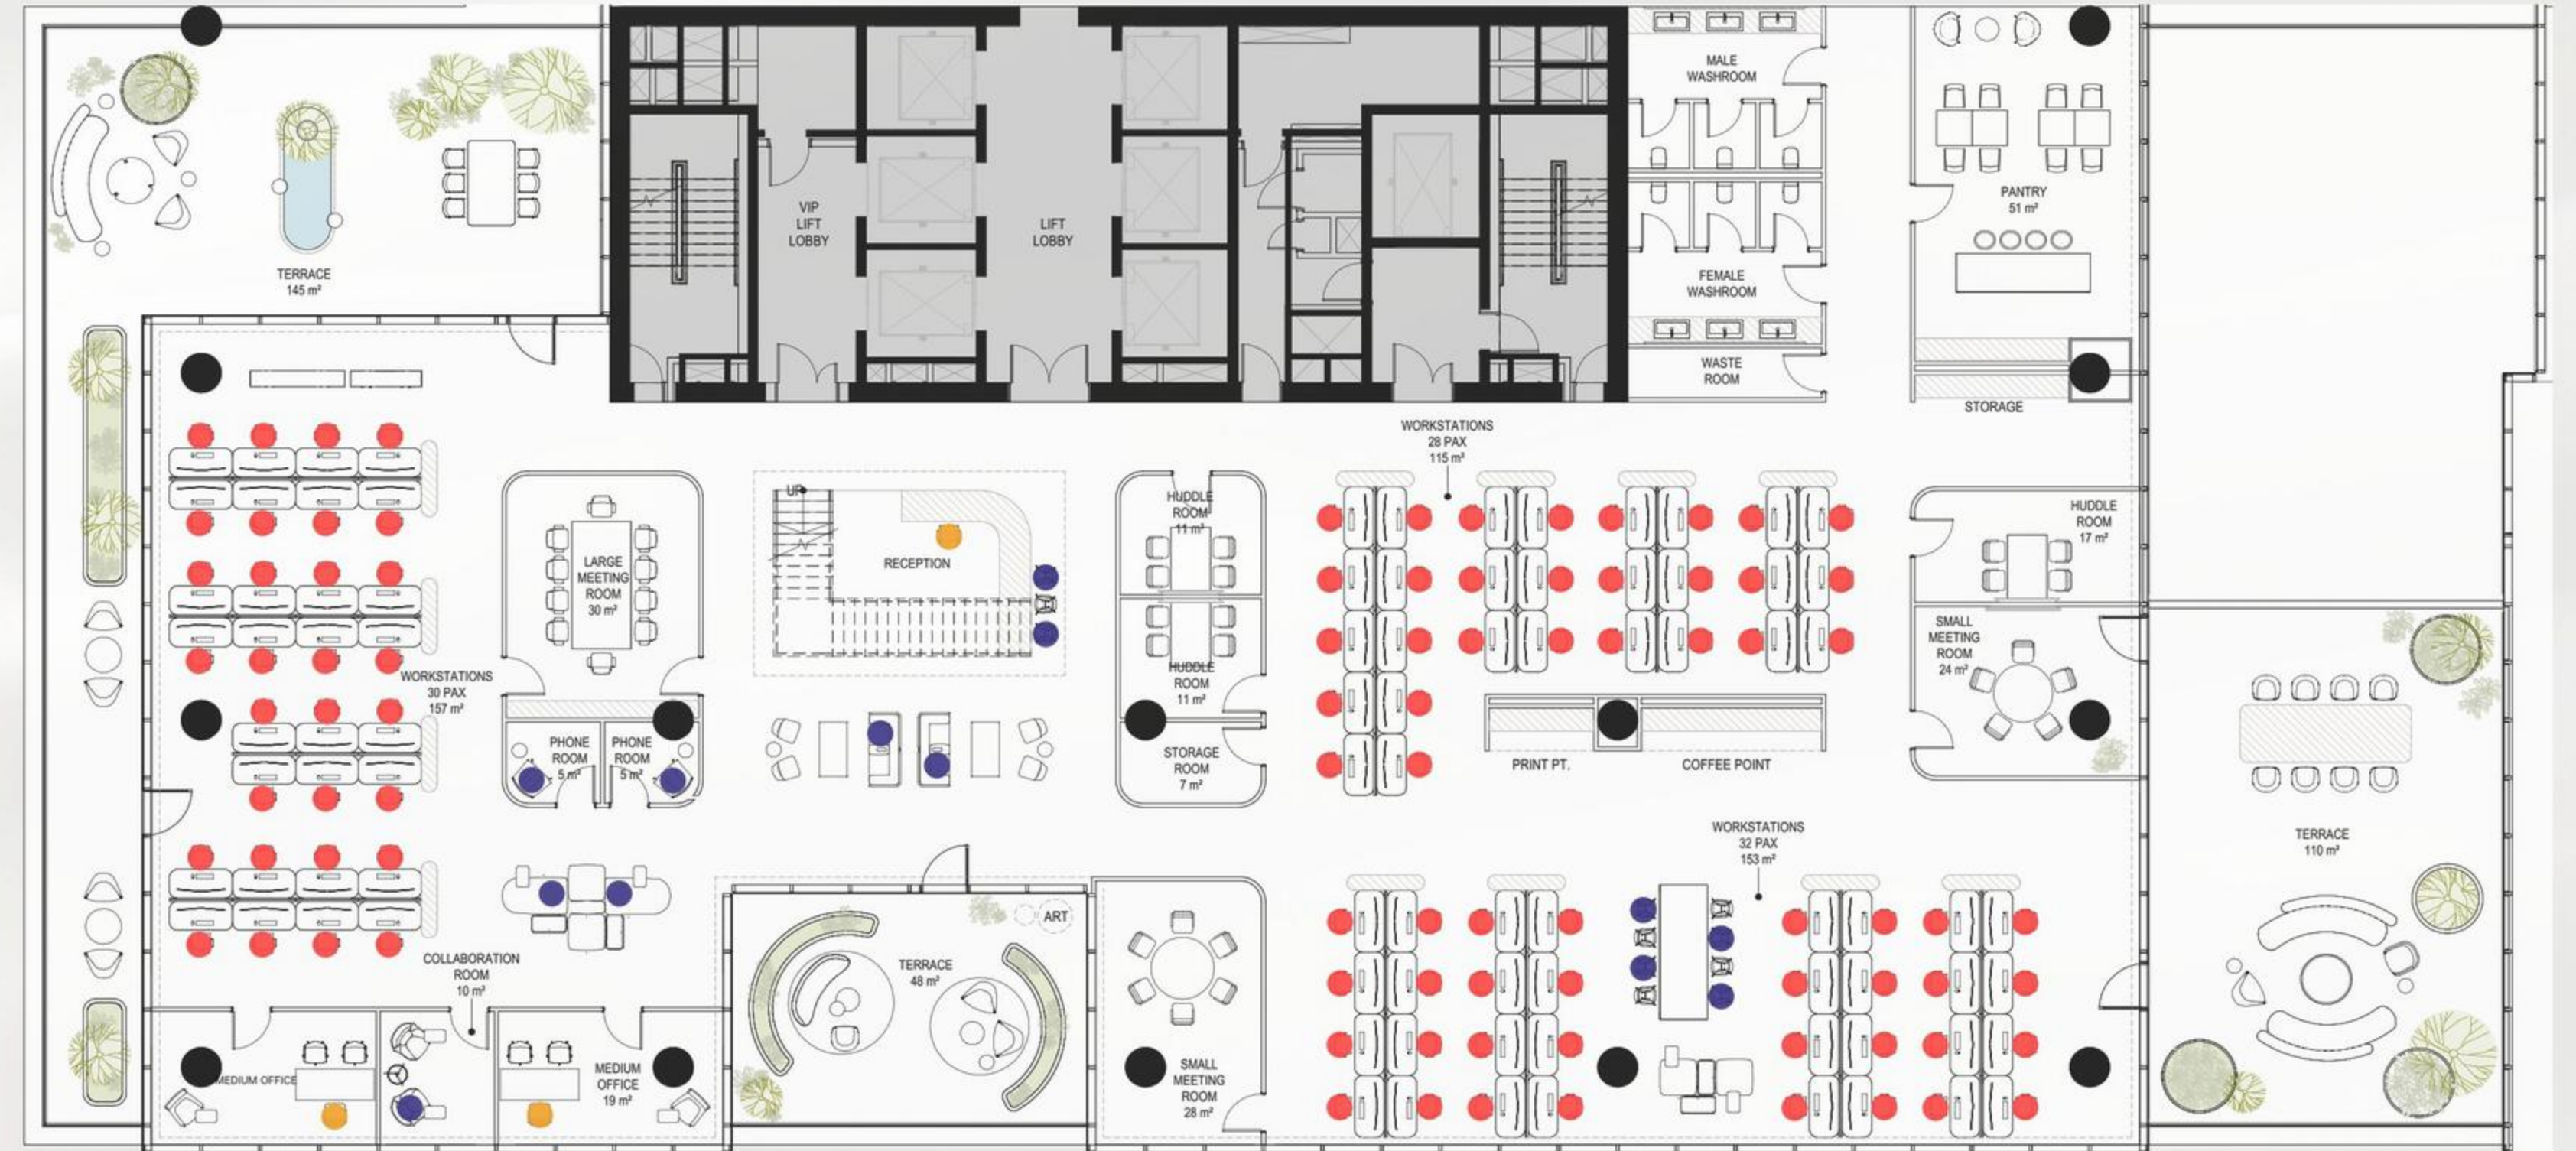 MALE
WASHROOM
PANTRY
51 m²
VIP
LIFT
LOBBY
LIFT
LOBBY
TERRACE
145 m²
FEMALE
WASHROOM
WASTE
ROOM
STORAGE
WORKSTATIONS
28 PAX
115 m²
UP
HUDDLE
ROOM
11 m²
HUDDLE
ROOM
17 m²
LARGE
MEETING
ROOM
30 m²
RECEPTION
SMALL
MEETING
ROOM
24 m²
HUDDLE
ROOM
11 m²
WORKSTATIONS
30 PAX
157 m²
PHONE
ROOM
5 m²
PHONE
ROOM
5 m²
STORAGE
ROOM
7 m²
PRINT PT.
COFFEE POINT
WORKSTATIONS
32 PAX
153 m²
TERRACE
110 m²
ART
COLLABORATION
ROOM
10 m²
TERRACE
48 m²
MEDIUM OFFICE
MEDIUM
OFFICE
19 m²
SMALL
MEETING
ROOM
28 m²